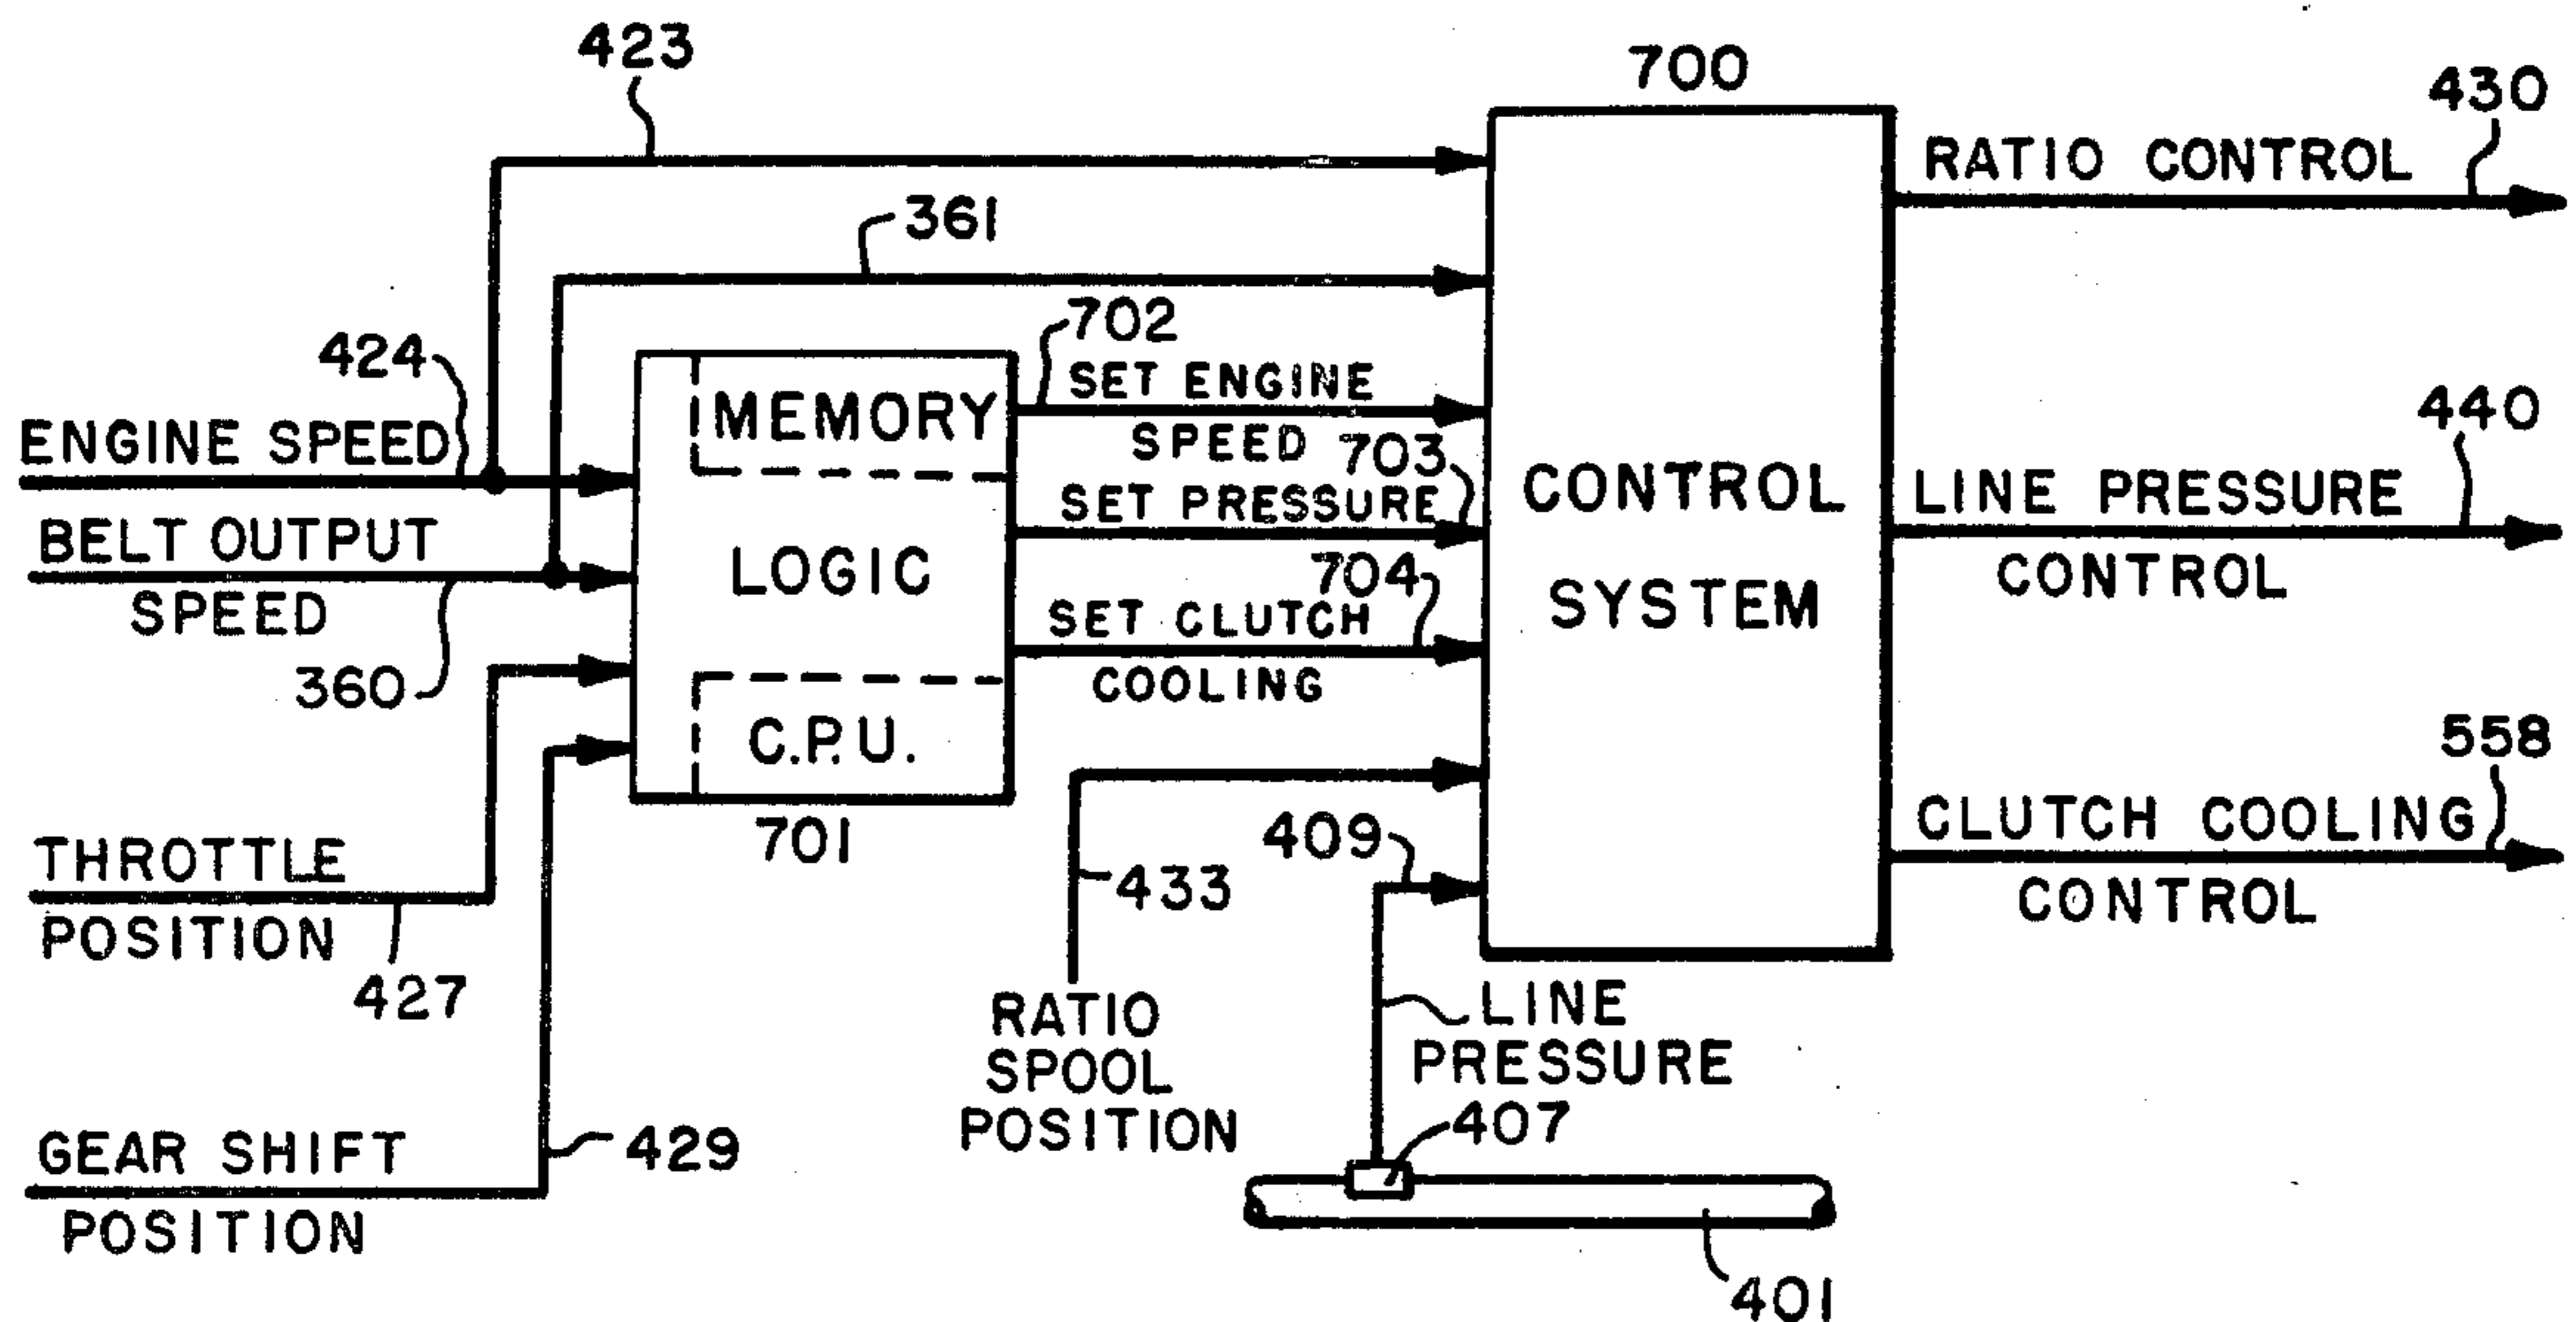 423
700
430
RATIO CONTROL
361
702
424
SET ENGINE
SPEED
MEMORY
440
ENGINE SPEED
703
SET PRESSURE
CONTROL
SYSTEM
LINE PRESSURE
CONTROL
BELT OUTPUT
SPEED
LOGIC
704
SET CLUTCH
COOLING
360
C.P.U.
558
701
409
433
CLUTCH COOLING
CONTROL
THROTTLE
POSITION
427
RATIO
SPOOL
POSITION
LINE
PRESSURE
407
GEAR SHIFT
POSITION
429
401